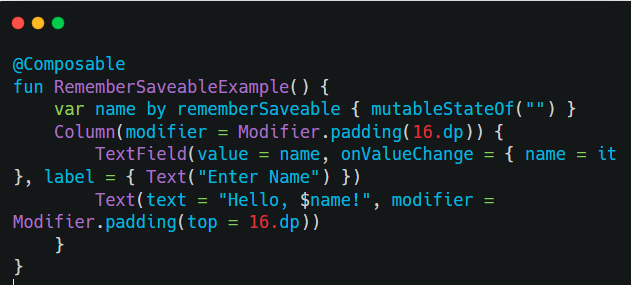 @Composable
fun RememberSaveableExample() {
    var name by rememberSaveable { mutableStateOf("") }
    Column(modifier = Modifier.padding(16.dp)) {
        TextField(value = name, onValueChange = { name = it
}, label = { Text("Enter Name") })
        Text(text = "Hello, $name!", modifier =
Modifier.padding(top = 16.dp))
    }
}